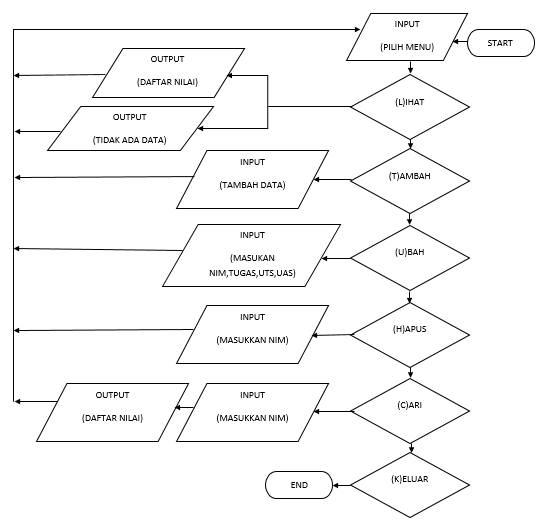 INPUT
(PILIH MENU)
START
OUTPUT
(DAFTAR NILAI)
(L)IHAT
OUTPUT
(TIDAK ADA DATA)
INPUT
(TAMBAH DATA)
(T)AMBAH
INPUT
(MASUKAN
NIM,TUGAS,UTS,UAS)
(U)BAH
INPUT
(MASUKKAN NIM)
(H)APUS
OUTPUT
(DAFTAR NILAI)
INPUT
(MASUKKAN NIM)
(C)ARI
(K)ELUAR
END